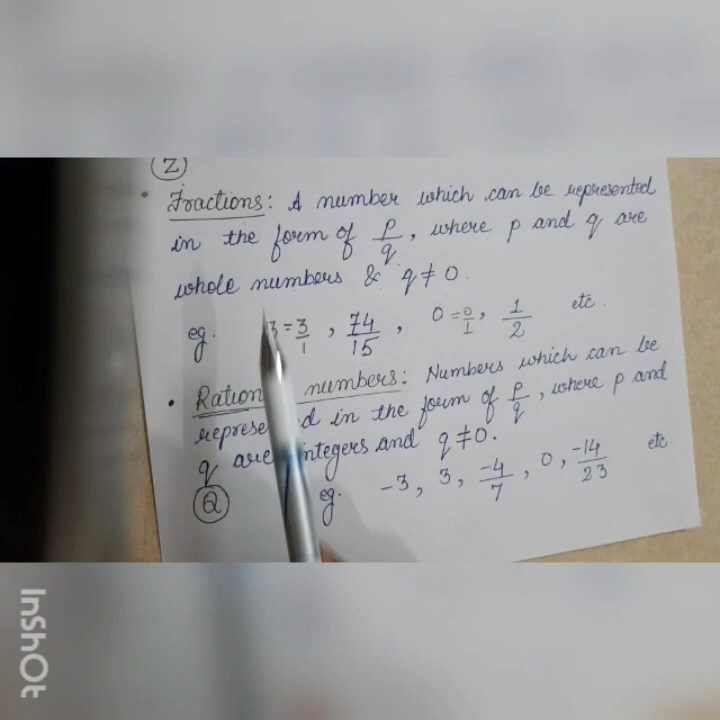 Z
• Fractions: A number which can be represented
in the form of p/q, where p and q are
whole numbers & q ≠ 0.
eg. 3 = 3/1, 74/15, 0 = 0/1, 1/2 etc.
• numbers: Numbers which can be
in the form of p/q, where p and
q are integers and q ≠ 0.
Q eg. -3, 3, -4/7, 0, -14/23 etc.
InShOt